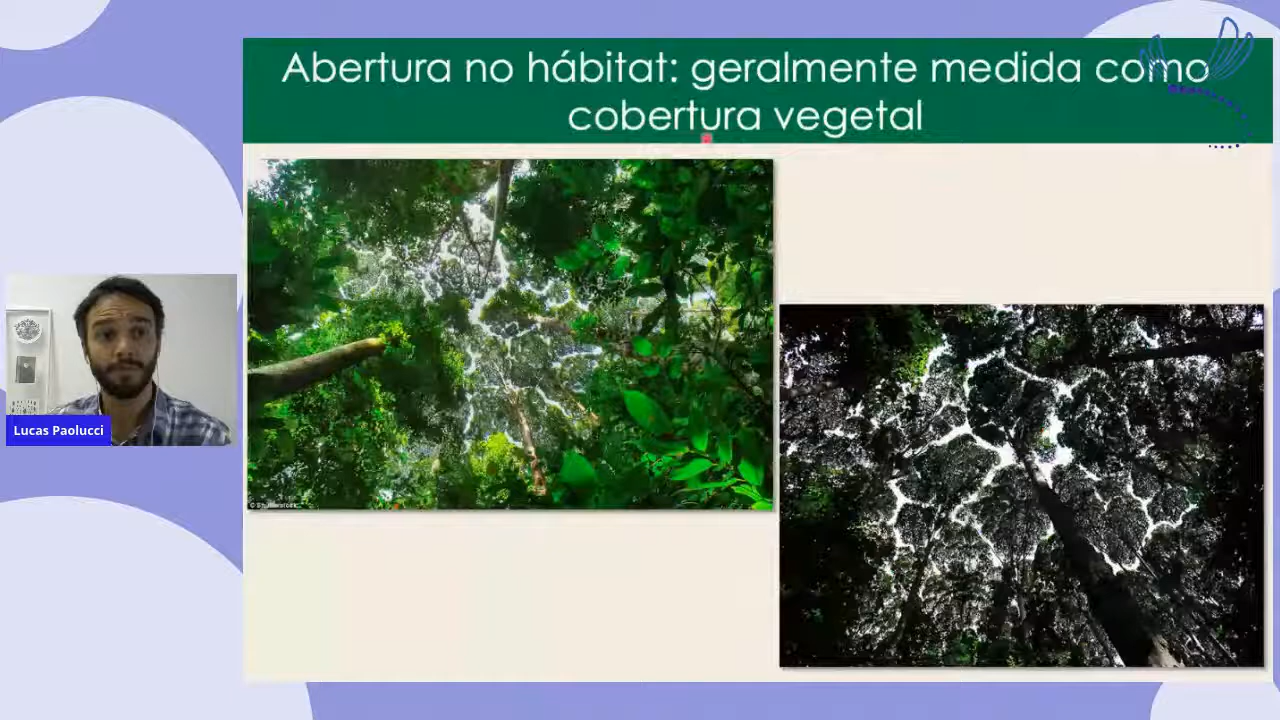 Abertura no hábitat: geralmente medida como
cobertura vegetal
Lucas Paolucci